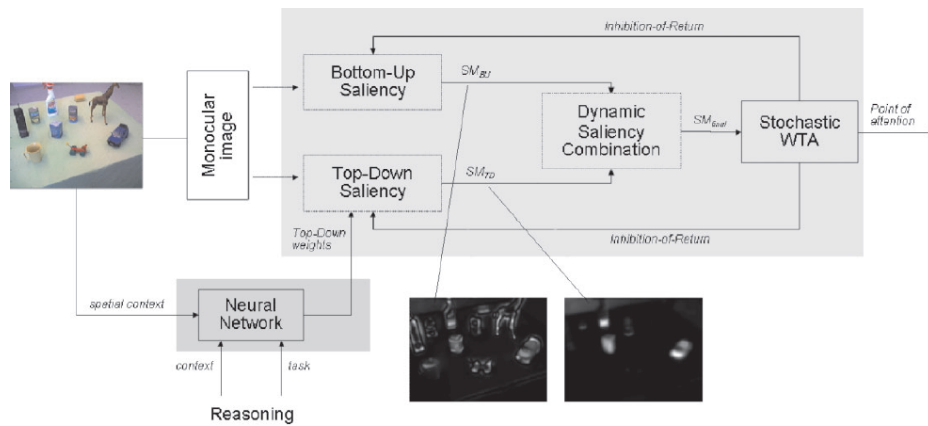 Inhibition-of-Return
Bottom-Up
Saliency
SM_BU
Monocular
image
Dynamic
Saliency
Combination
SM_final
Stochastic
WTA
Point of
attention
Top-Down
Saliency
SM_TD
Top-Down
weights
Inhibition-of-Return
spatial context
Neural
Network
context
task
Reasoning